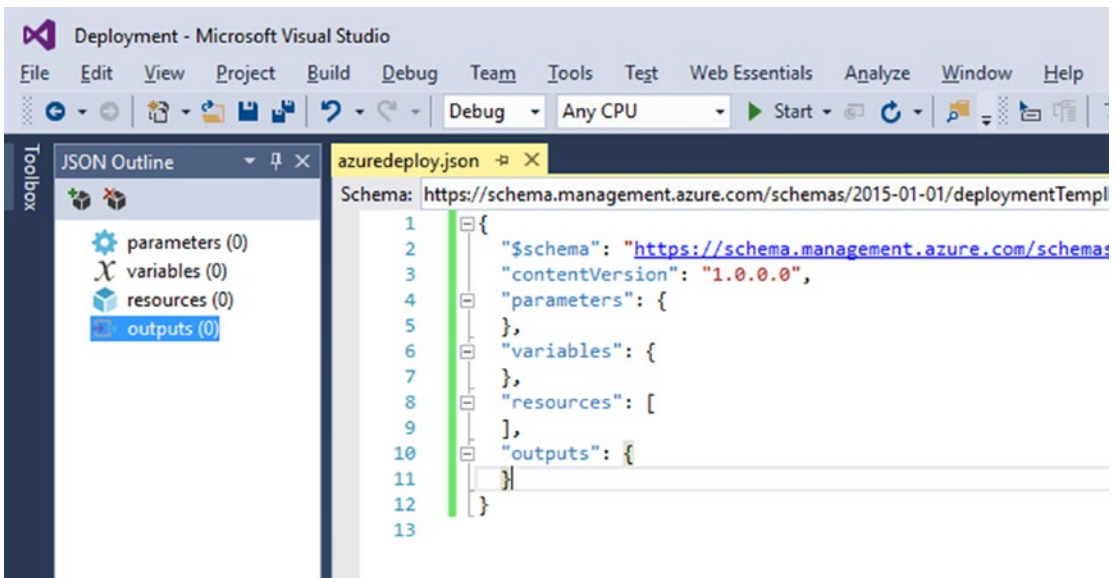 Deployment - Microsoft Visual Studio
File Edit View Project Build Debug Team Tools Test Web Essentials Analyze Window Help
Debug Any CPU Start
Toolbox
JSON Outline
parameters (0)
variables (0)
resources (0)
outputs (0)
azuredeploy.json
Schema: https://schema.management.azure.com/schemas/2015-01-01/deploymentTempl
1 {
2 "$schema": "https://schema.management.azure.com/schemas
3 "contentVersion": "1.0.0.0",
4 "parameters": {
5 },
6 "variables": {
7 },
8 "resources": [
9 ],
10 "outputs": {
11 }
12 }
13